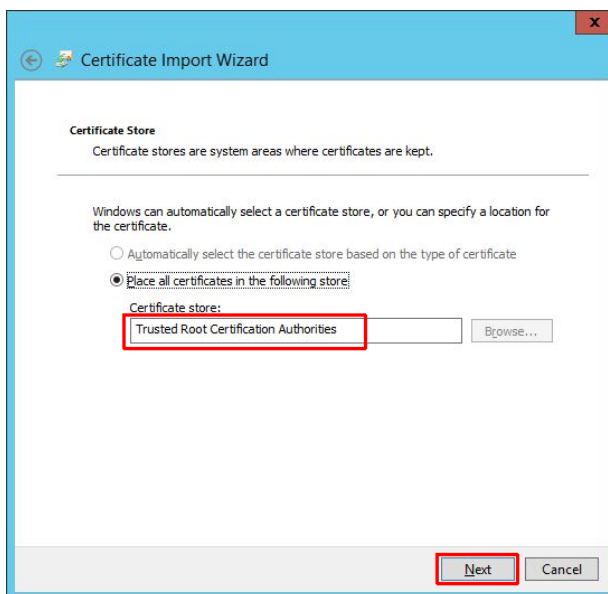 x
Certificate Import Wizard
Certificate Store
Certificate stores are system areas where certificates are kept.
Windows can automatically select a certificate store, or you can specify a location for
the certificate.
Automatically select the certificate store based on the type of certificate
Place all certificates in the following store
Certificate store:
Trusted Root Certification Authorities
Browse...
Next
Cancel